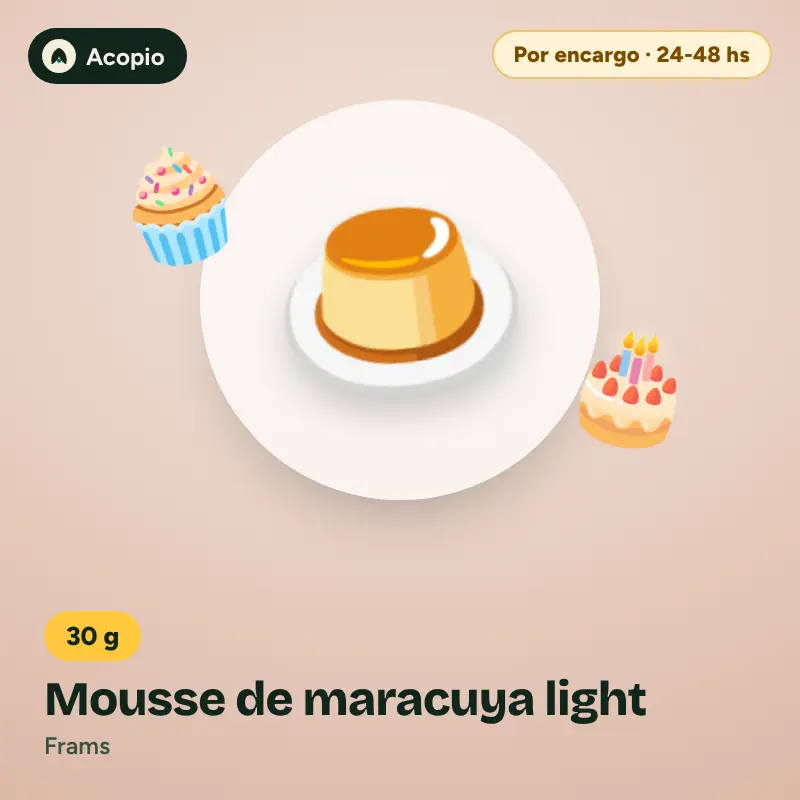 Acopio
Por encargo · 24-48 hs
30 g
Mousse de maracuya light
Frams